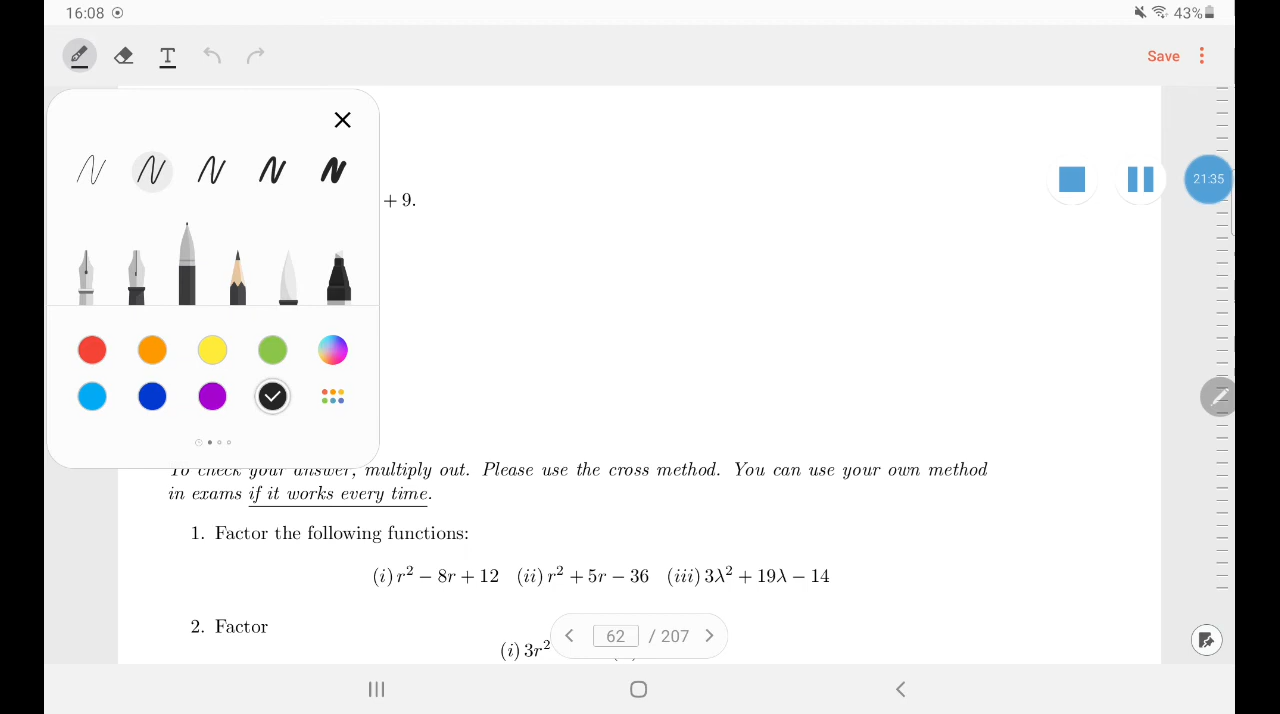 16:08
43%
T
Save
+ 9.
21:35
To check your answer, multiply out. Please use the cross method. You can use your own method
in exams if it works every time.
1. Factor the following functions:
(i) r² − 8r + 12 (ii) r² + 5r − 36 (iii) 3λ² + 19λ − 14
2. Factor
(i) 3r²
62 / 207